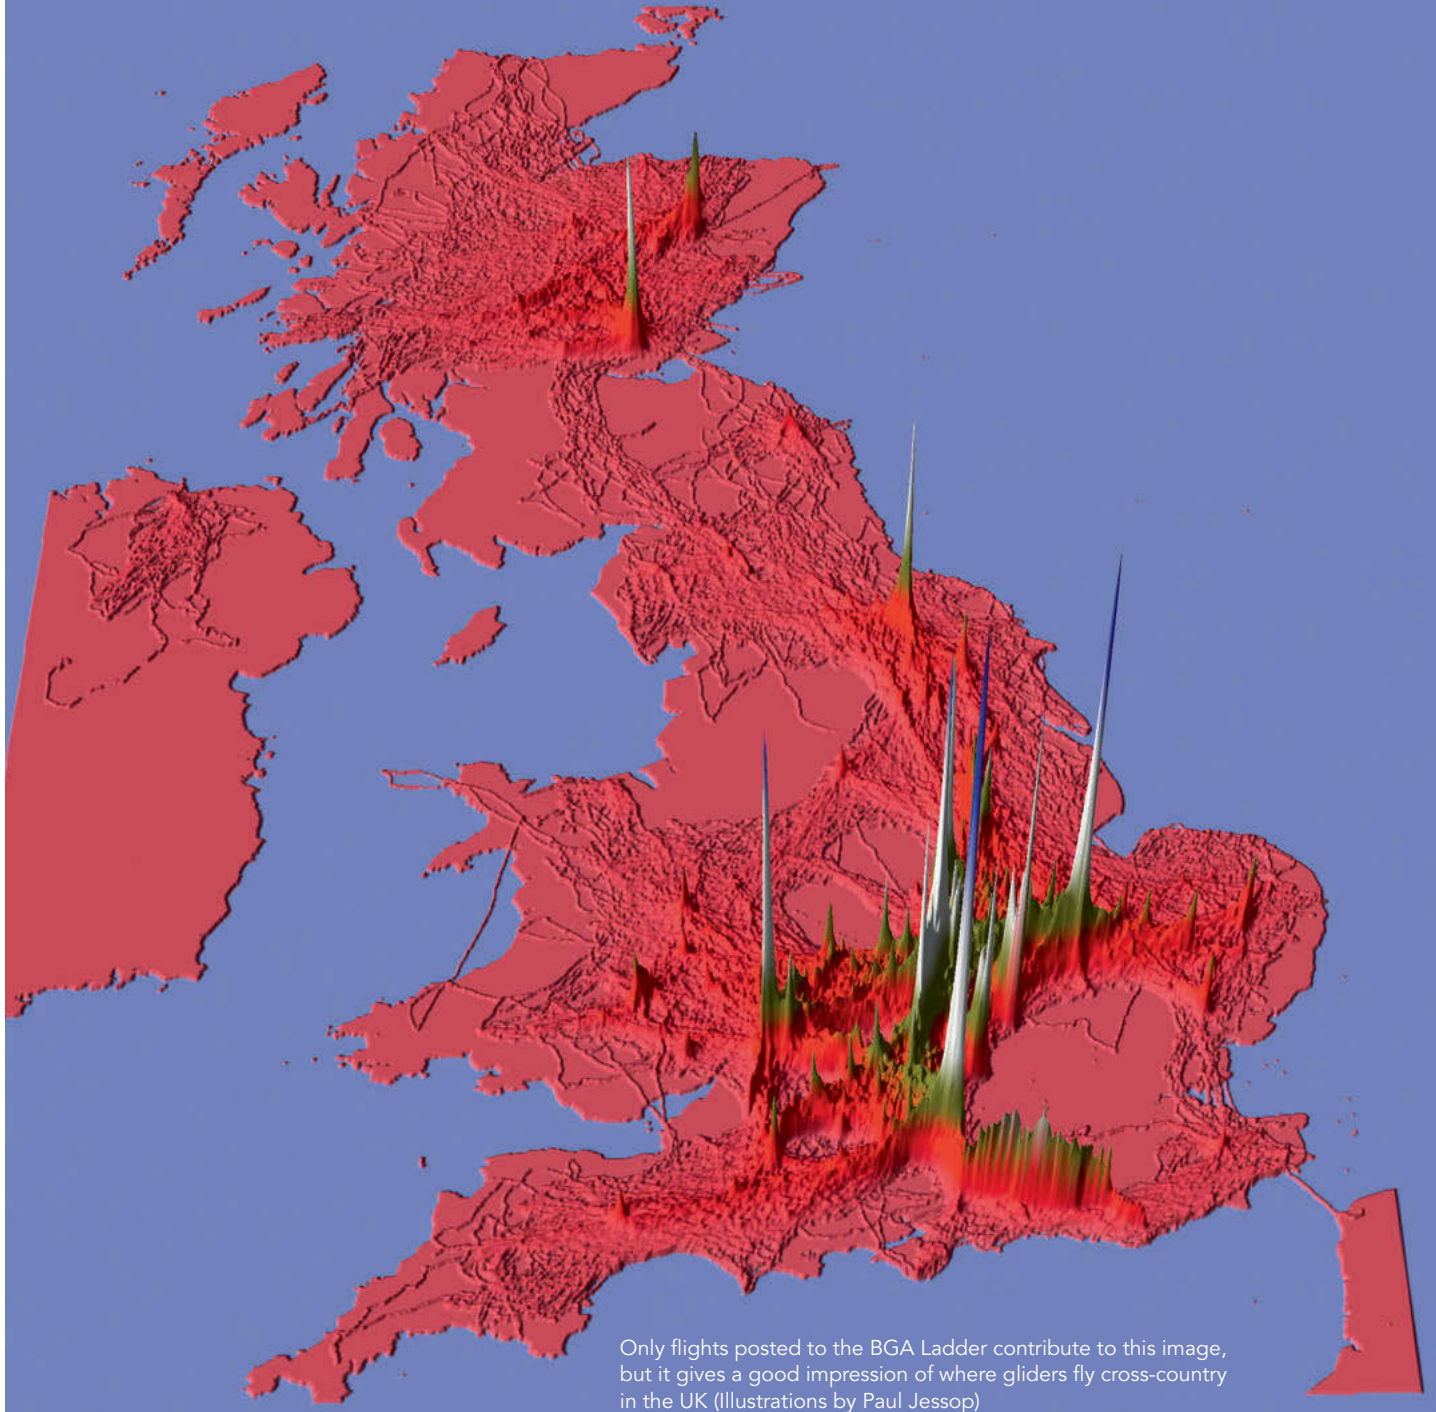 Only flights posted to the BGA Ladder contribute to this image,
but it gives a good impression of where gliders fly cross-country
in the UK (Illustrations by Paul Jessop)